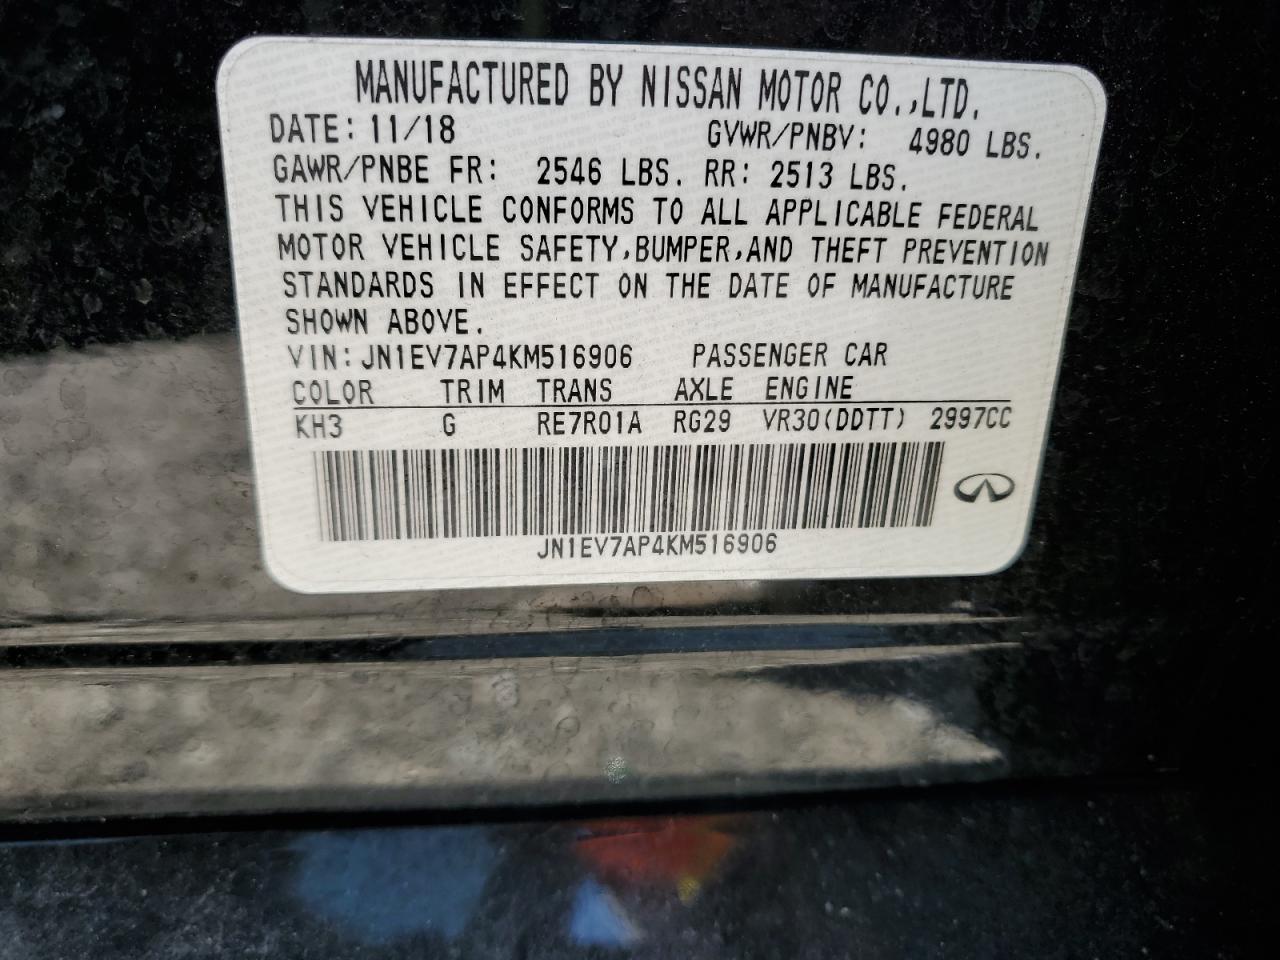 MANUFACTURED BY NISSAN MOTOR CO.,LTD.
DATE: 11/18 GVWR/PNBV: 4980 LBS.
GAWR/PNBE FR: 2546 LBS. RR: 2513 LBS.
THIS VEHICLE CONFORMS TO ALL APPLICABLE FEDERAL
MOTOR VEHICLE SAFETY,BUMPER,AND THEFT PREVENTION
STANDARDS IN EFFECT ON THE DATE OF MANUFACTURE
SHOWN ABOVE.
VIN: JN1EV7AP4KM516906 PASSENGER CAR
COLOR TRIM TRANS AXLE ENGINE
KH3 G RE7R01A RG29 VR30(DDTT) 2997CC
JN1EV7AP4KM516906